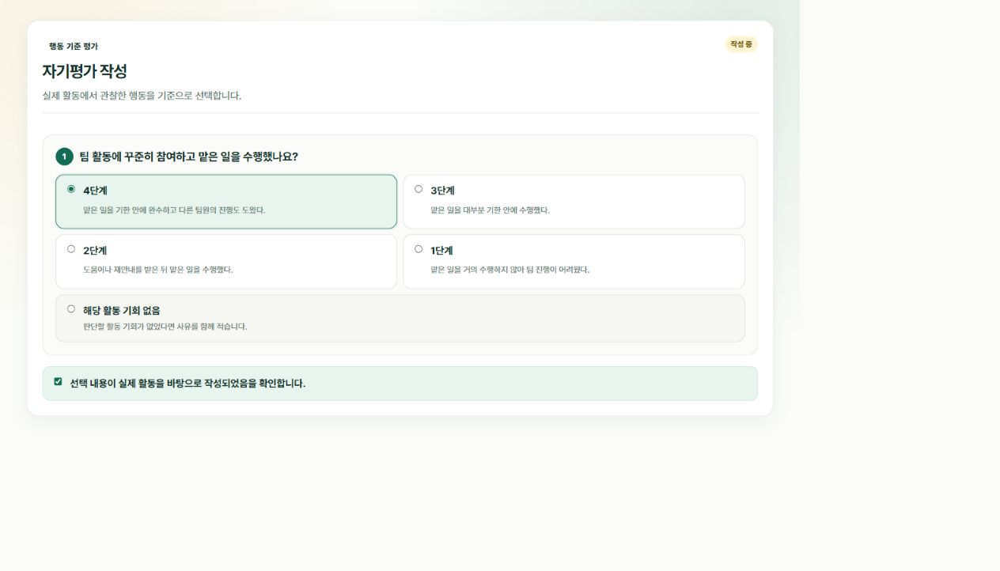 행동 기준 평가
작성 중
자기평가 작성
실제 활동에서 관찰한 행동을 기준으로 선택합니다.
1 팀 활동에 꾸준히 참여하고 맡은 일을 수행했나요?
4단계
맡은 일을 기한 안에 완수하고 다른 팀원의 진행도 도왔다.
3단계
맡은 일을 대부분 기한 안에 수행했다.
2단계
도움이나 재안내를 받은 뒤 맡은 일을 수행했다.
1단계
맡은 일을 거의 수행하지 않아 팀 진행이 어려웠다.
해당 활동 기회 없음
판단할 활동 기회가 없었다면 사유를 함께 적습니다.
선택 내용이 실제 활동을 바탕으로 작성되었음을 확인합니다.